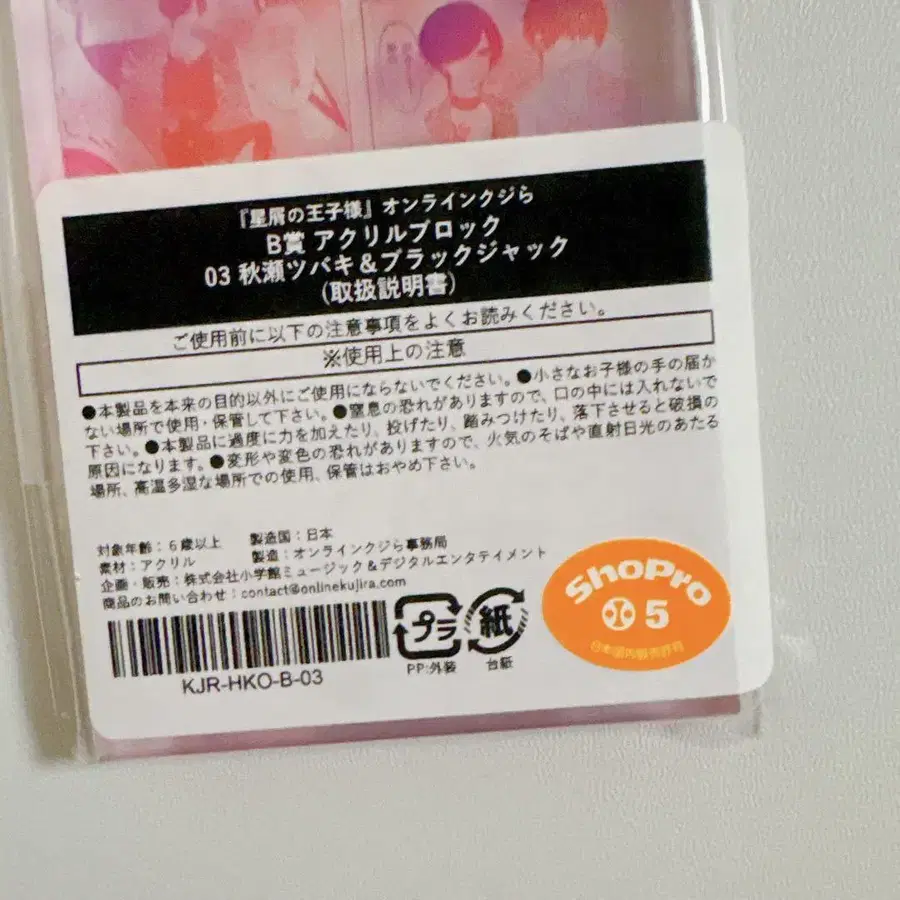 『星屑の王子様』オンラインクジら
B賞 アクリルブロック
03 秋瀬ツバキ＆ブラックジャック
(取扱説明書)
ご使用前に以下の注意事項をよくお読みください。
※使用上の注意
●本製品を本来の目的以外にご使用にならないでください。●小さなお子様の手の届か
ない場所で使用・保管して下さい。●窒息の恐れがありますので、口の中には入れないで
下さい。●本製品に過度に力を加えたり、投げたり、踏みつけたり、落下させると破損の
原因になります。●変形や変色の恐れがありますので、火気のそばや直射日光のあたる
場所、高温多湿な場所での使用、保管はおやめ下さい。
対象年齢：6歳以上 製造国：日本
素材：アクリル 製造：オンラインクジら事務局
企画・販売：株式会社小学館ミュージック＆デジタルエンタテイメント
商品のお問い合わせ：contact@onlinekujira.com
KJR-HKO-B-03
プラ
PP:外装
紙
台紙
ShoPro
5
日本国内販売許諾